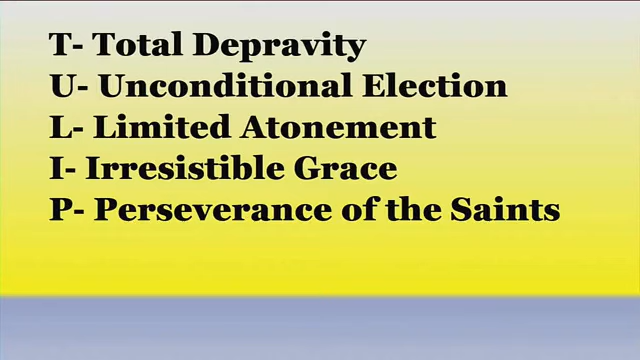 T- Total Depravity
U- Unconditional Election
L- Limited Atonement
I- Irresistible Grace
P- Perseverance of the Saints